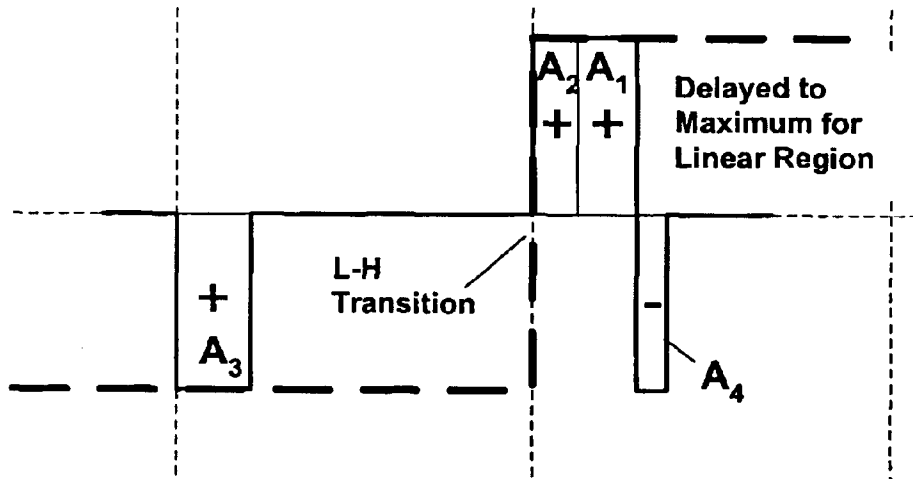 A2 A1
+ +
Delayed to
Maximum for
Linear Region
L-H
Transition
+
A3
-
A4